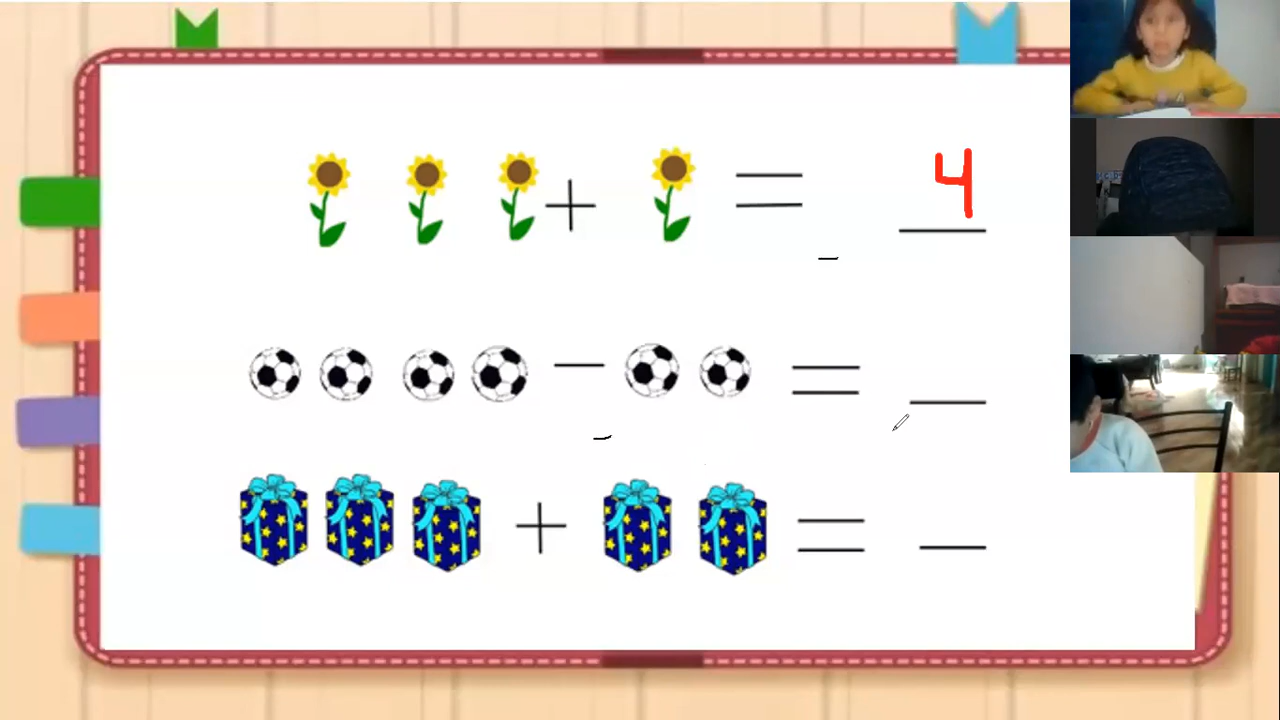 + = 4
− =
+ =